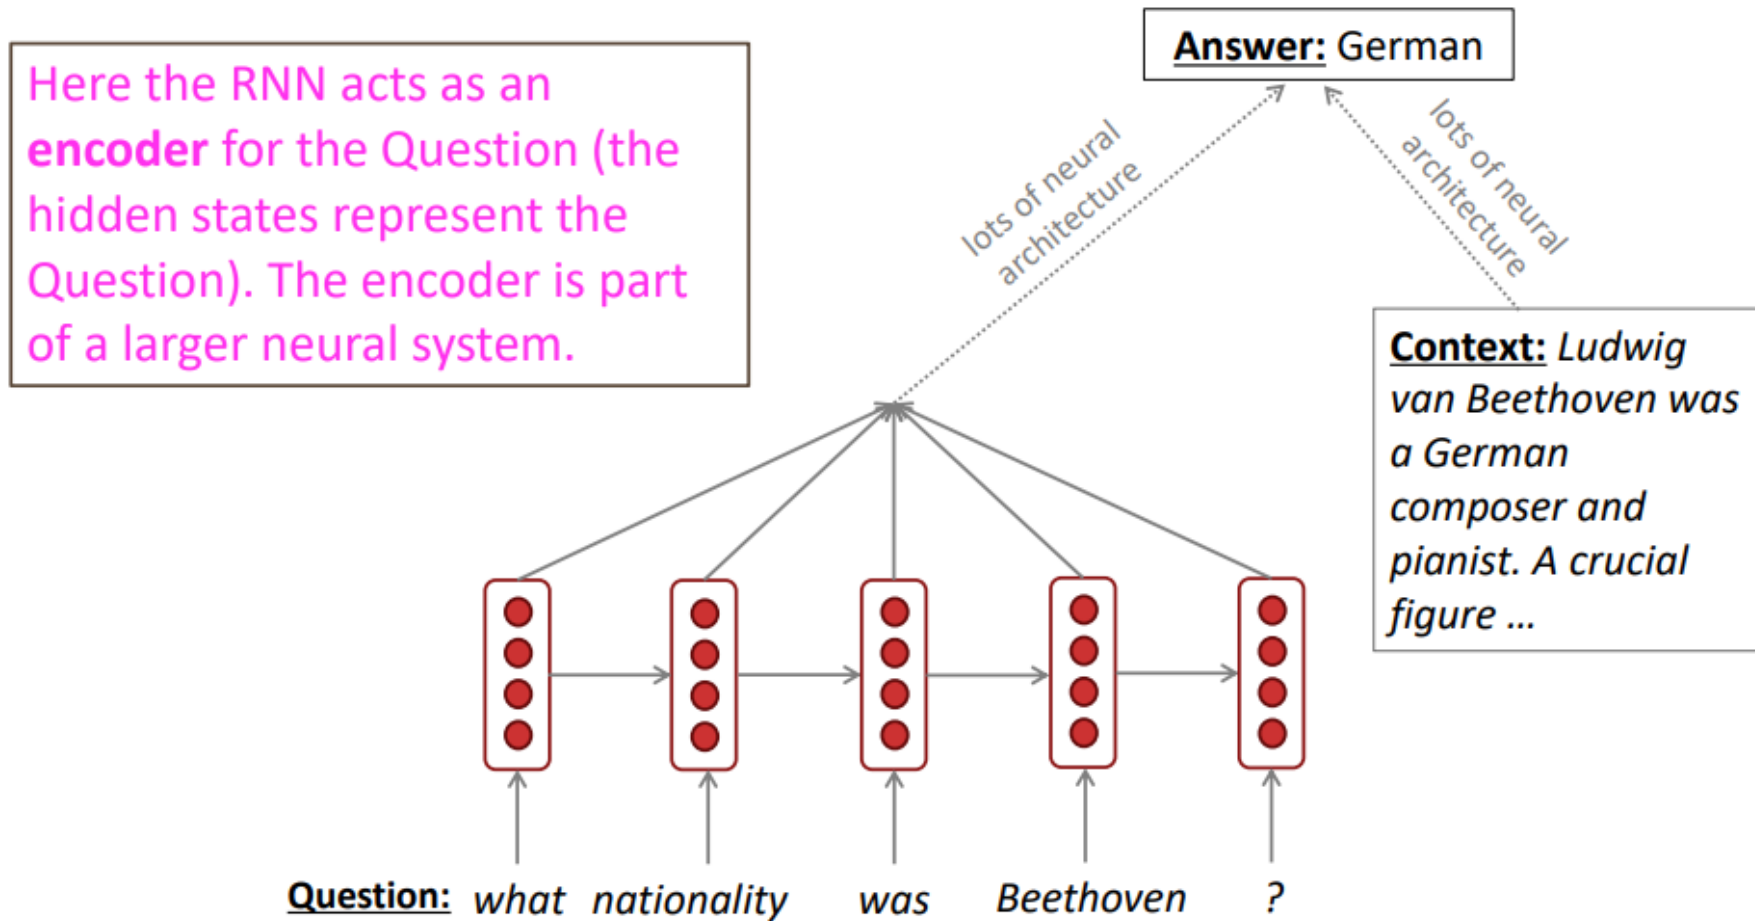 Here the RNN acts as an
encoder for the Question (the
hidden states represent the
Question). The encoder is part
of a larger neural system.
Answer: German
lots of neural
architecture
lots of neural
architecture
Context: Ludwig
van Beethoven was
a German
composer and
pianist. A crucial
figure ...
Question: what nationality was Beethoven ?